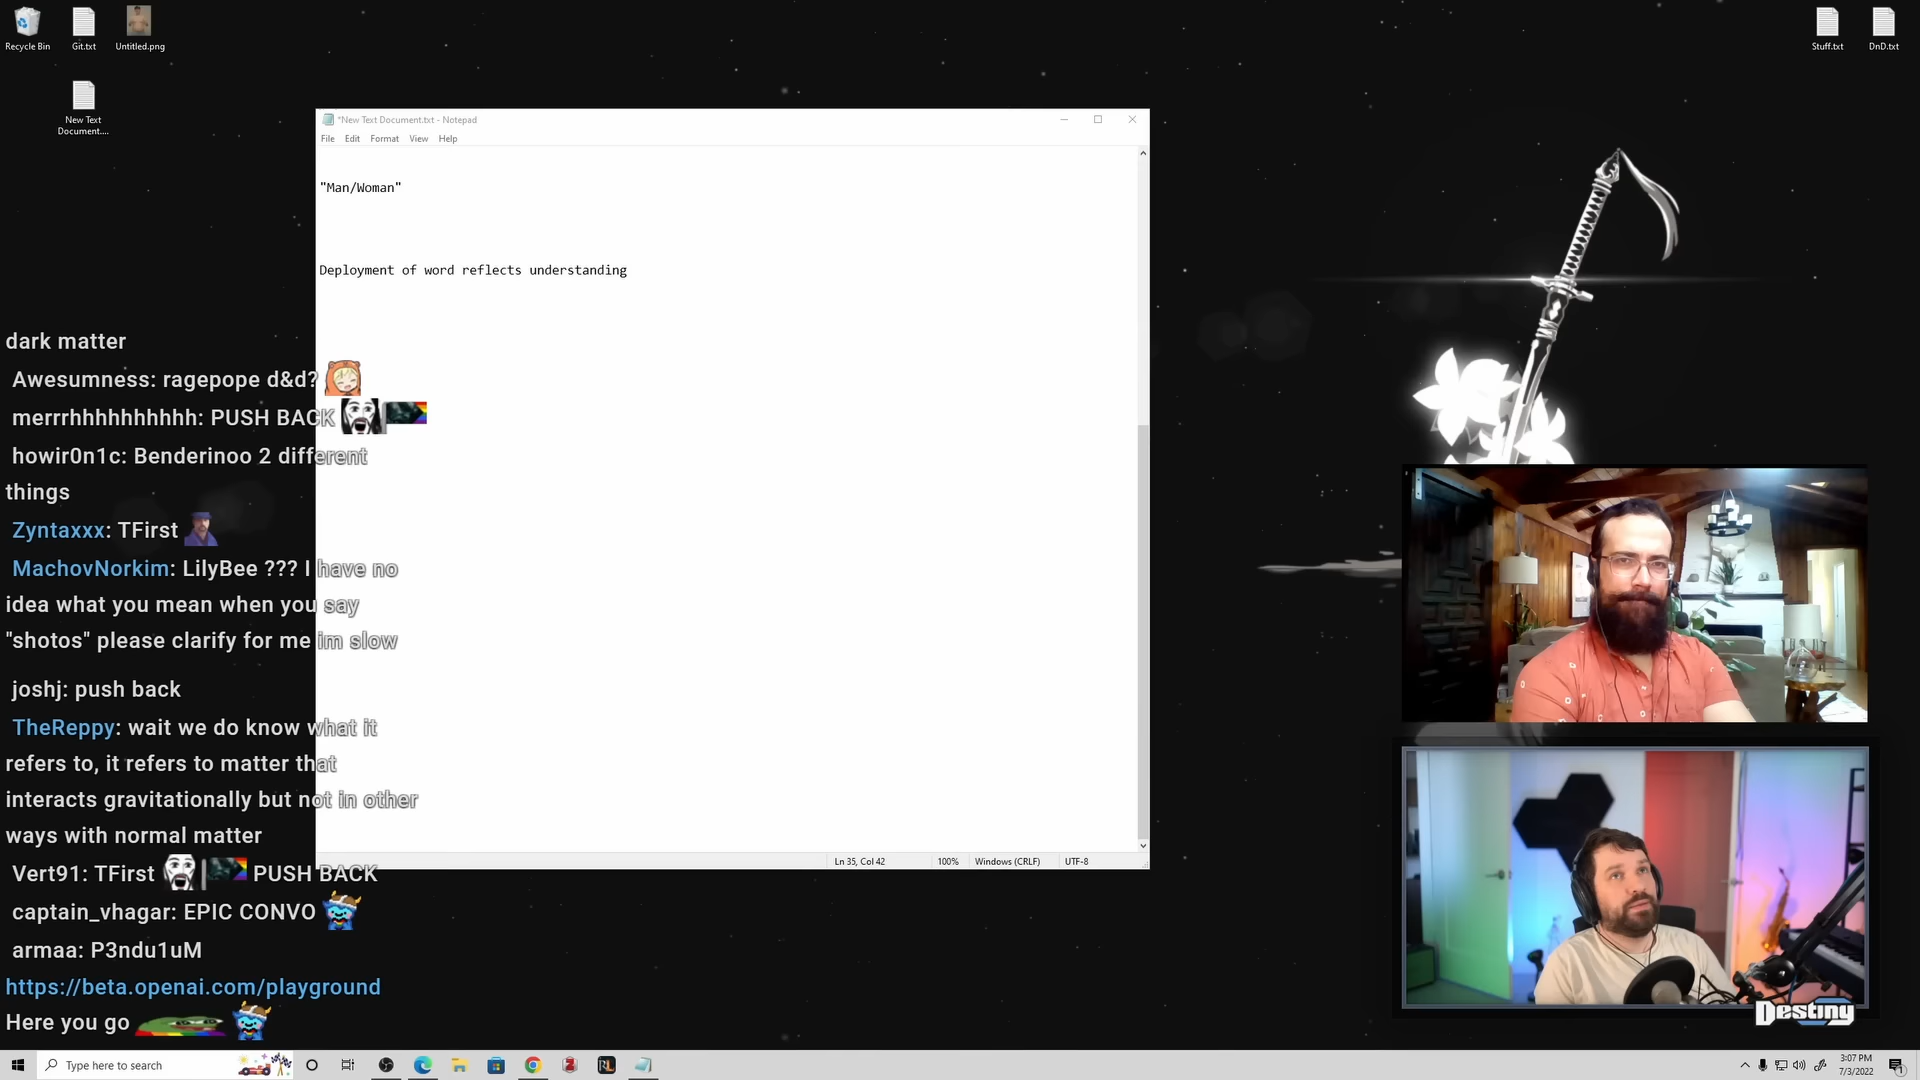 Recycle Bin
Git.txt
Untitled.png
New Text
Document....
Stuff.txt
DnD.txt
*New Text Document.txt - Notepad
File Edit Format View Help
"Man/Woman"
Deployment of word reflects understanding
Ln 35, Col 42
100%
Windows (CRLF)
UTF-8
dark matter
Awesumness: ragepope d&d?
merrrhhhhhhhhhh: PUSH BACK
howir0n1c: Benderinoo 2 different
things
Zyntaxxx: TFirst
MachovNorkim: LilyBee ??? I have no
idea what you mean when you say
"shotos" please clarify for me im slow
joshj: push back
TheReppy: wait we do know what it
refers to, it refers to matter that
interacts gravitationally but not in other
ways with normal matter
Vert91: TFirst PUSH BACK
captain_vhagar: EPIC CONVO
armaa: P3ndu1uM
https://beta.openai.com/playground
Here you go
Destiny
Type here to search
3:07 PM
7/3/2022